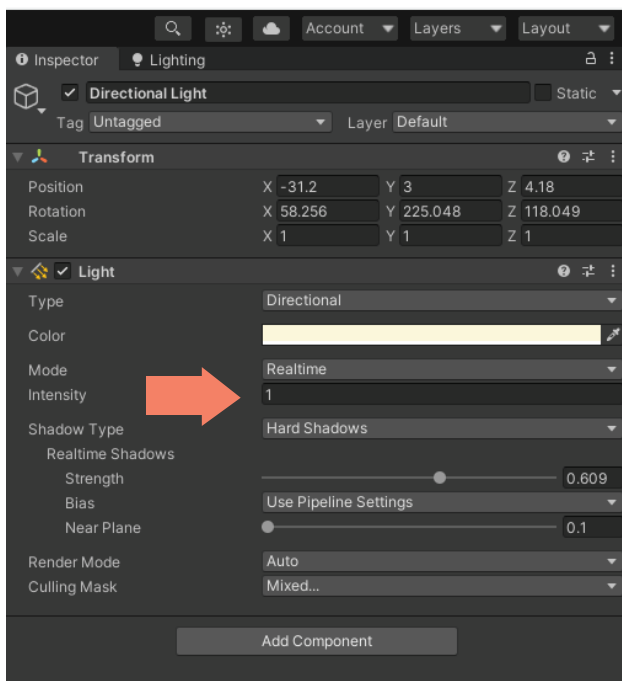 Account Layers Layout
Inspector Lighting
Directional Light Static
Tag Untagged Layer Default
Transform
Position X -31.2 Y 3 Z 4.18
Rotation X 58.256 Y 225.048 Z 118.049
Scale X 1 Y 1 Z 1
Light
Type Directional
Color
Mode Realtime
Intensity 1
Shadow Type Hard Shadows
Realtime Shadows
Strength 0.609
Bias Use Pipeline Settings
Near Plane 0.1
Render Mode Auto
Culling Mask Mixed...
Add Component